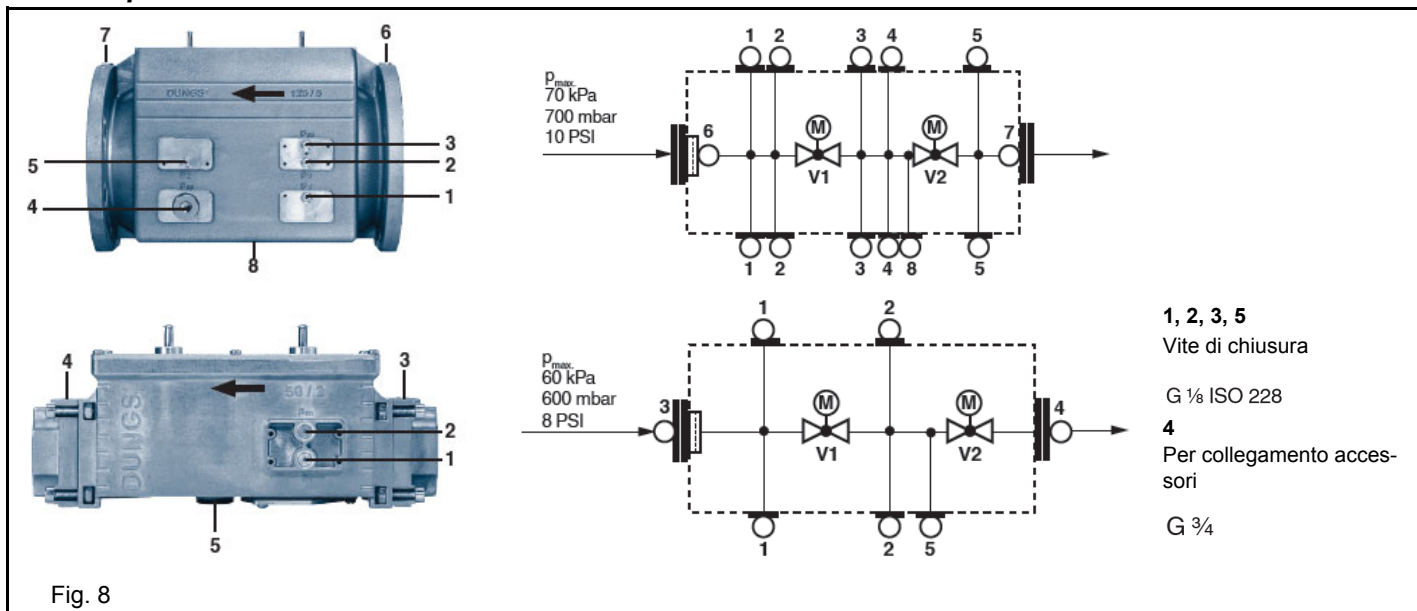 7
6
DUNGS
3
2
5
1
4
8
1 2 3 4 5
pmax.
70 kPa
700 mbar
10 PSI
6
M
M
7
V1
V2
1 2 3 4 8 5
4
3
DUNGS
50 / 2
2
1
5
1 2
pmax.
60 kPa
600 mbar
8 PSI
3
M
M
4
V1
V2
1 2 5
1, 2, 3, 5
Vite di chiusura
G ⅛ ISO 228
4
Per collegamento acces-
sori
G ¾
Fig. 8